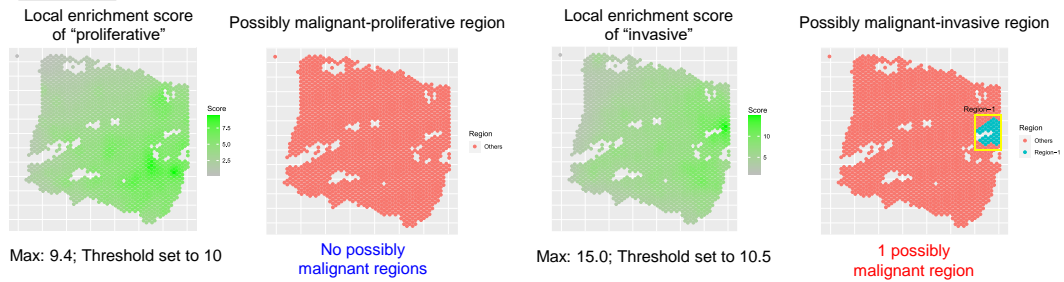 Local enrichment score
of “proliferative”
Possibly malignant-proliferative region
Local enrichment score
of “invasive”
Possibly malignant-invasive region
Score
7.5
5.0
2.5
Region
Others
Score
10
5
Region−1
Region
Others
Region−1
Max: 9.4; Threshold set to 10
No possibly
malignant regions
Max: 15.0; Threshold set to 10.5
1 possibly
malignant region